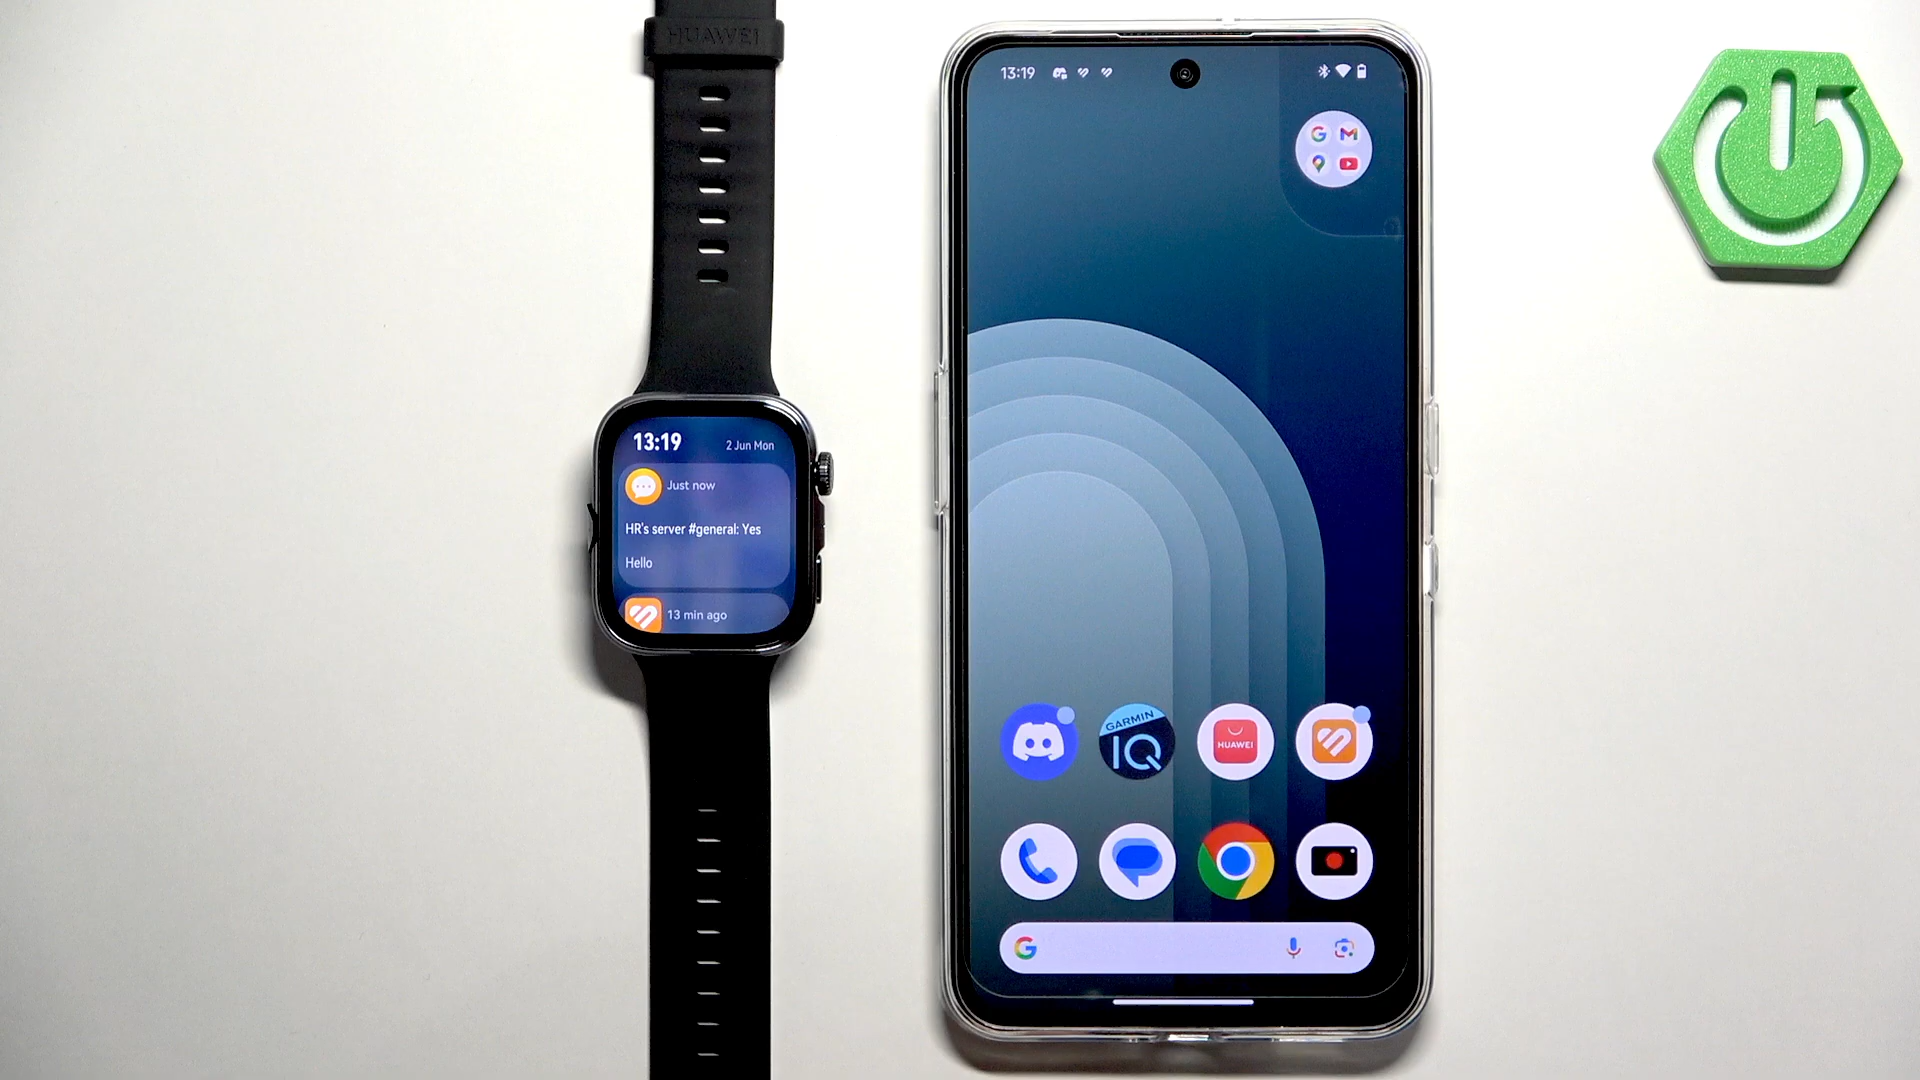 HUAWEI
13:19
2 Jun Mon
Just now
HR's server #general: Yes
Hello
13 min ago
13:19
GARMIN
IQ
HUAWEI